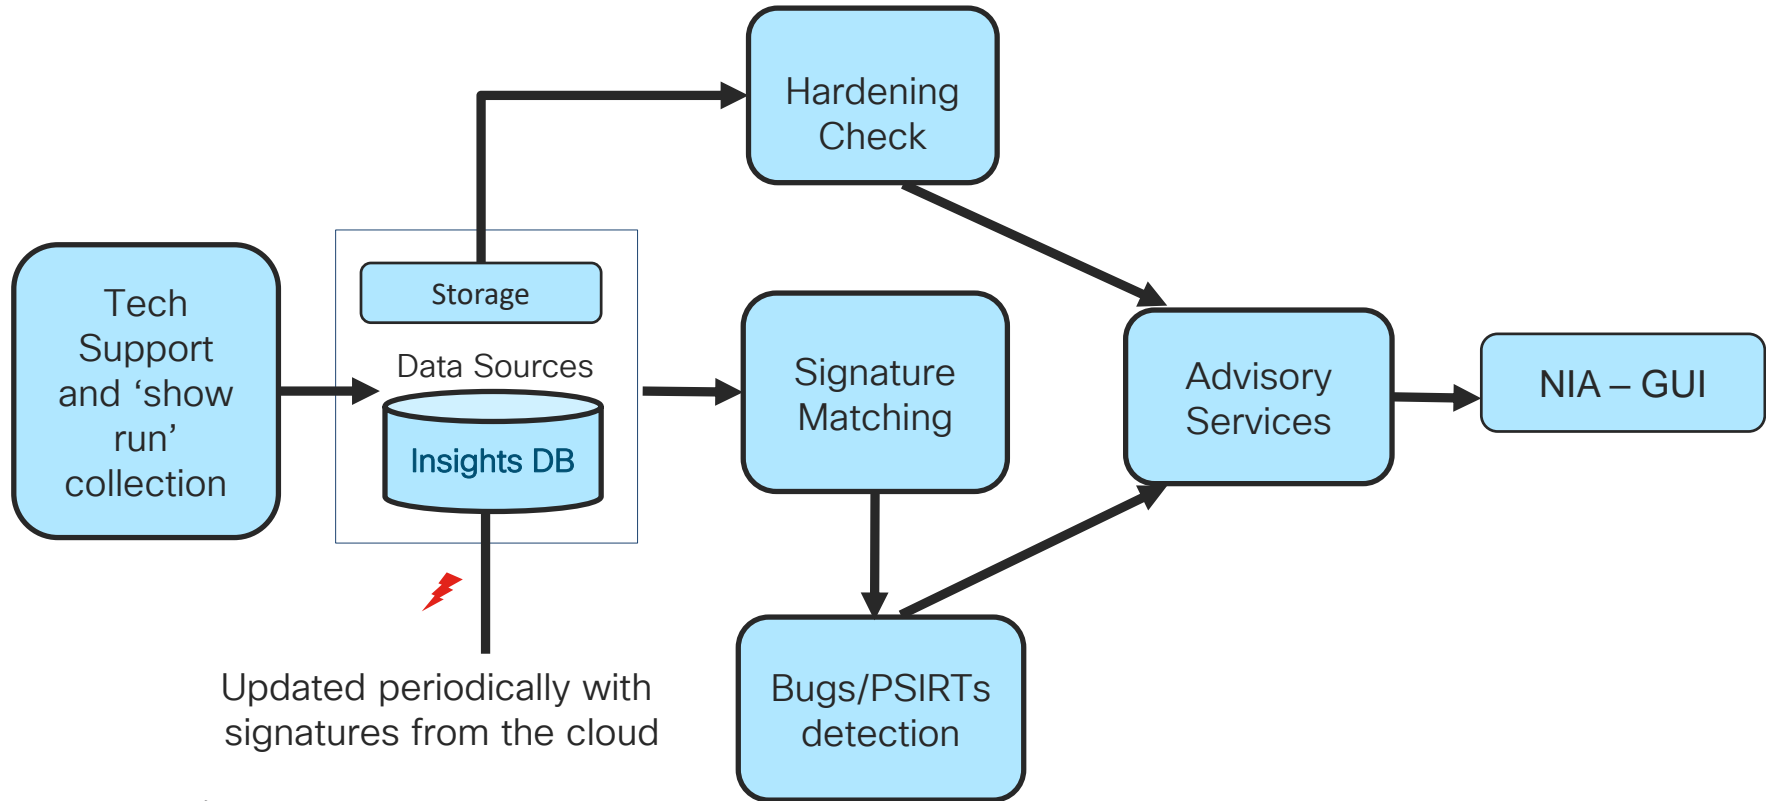 Hardening
Check
Tech
Support
and ‘show
run’
collection
Storage
Data Sources
Insights DB
Signature
Matching
Advisory
Services
NIA – GUI
Updated periodically with
signatures from the cloud
Bugs/PSIRTs
detection